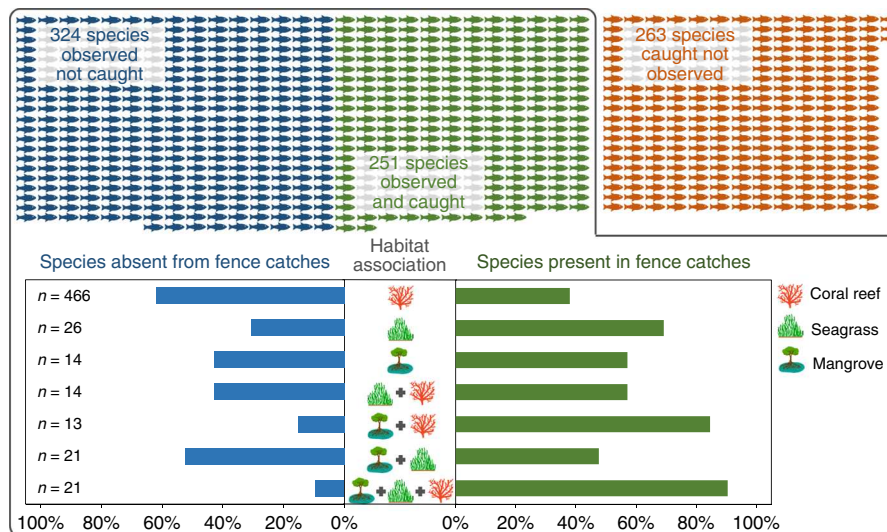 324 species
observed
not caught
263 species
caught not
observed
251 species
observed
and caught
Species absent from fence catches
Habitat
association
Species present in fence catches
n = 466
n = 26
n = 14
n = 14
n = 13
n = 21
n = 21
Coral reef
Seagrass
Mangrove
100% 80% 60% 40% 20% 0% 0% 20% 40% 60% 80% 100%